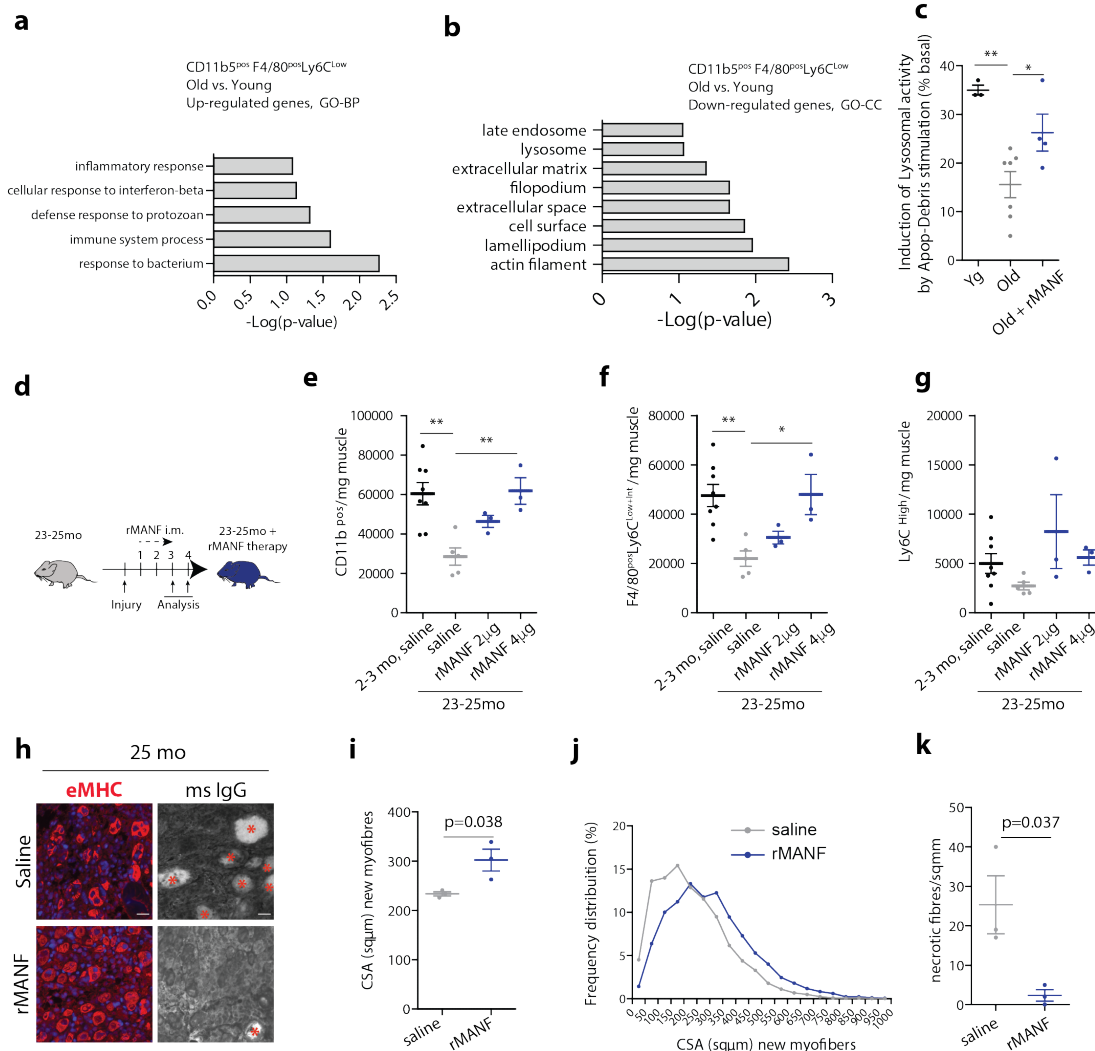 a
CD11b5pos F4/80posLy6CLow
Old vs. Young
Up-regulated genes, GO-BP
inflammatory response
cellular response to interferon-beta
defense response to protozoan
immune system process
response to bacterium
0.0
0.5
1.0
1.5
2.0
2.5
-Log(p-value)
b
CD11b5pos F4/80posLy6CLow
Old vs. Young
Down-regulated genes, GO-CC
late endosome
lysosome
extracellular matrix
filopodium
extracellular space
cell surface
lamellipodium
actin filament
0
1
2
3
-Log(p-value)
c
Induction of Lysosomal activity
by Apop-Debris stimulation (% basal)
40
30
20
10
0
**
*
Yg
Old
Old + rMANF
d
23-25mo
rMANF i.m.
1 2 3 4
Injury
Analysis
23-25mo +
rMANF therapy
e
CD11b pos/mg muscle
100000
80000
60000
40000
20000
0
**
**
2-3 mo, saline
saline
rMANF 2µg
rMANF 4µg
23-25mo
f
F4/80posLy6CLow+Int/mg muscle
80000
60000
40000
20000
0
**
*
2-3 mo, saline
saline
rMANF 2µg
rMANF 4µg
23-25mo
g
Ly6C High/mg muscle
20000
15000
10000
5000
0
2-3 mo, saline
saline
rMANF 2µg
rMANF 4µg
23-25mo
h
25 mo
eMHC
ms IgG
Saline
rMANF
* * * * * * *
*
i
CSA (sqµm) new myofibres
400
300
200
100
0
p=0.038
saline
rMANF
j
Frequency distribuition (%)
20
15
10
5
0
saline
rMANF
0
50
100
150
200
250
300
350
400
450
500
550
600
650
700
750
800
850
900
950
1000
CSA (sqµm) new myofibers
k
necrotic fibres/sqmm
50
40
30
20
10
0
p=0.037
saline
rMANF